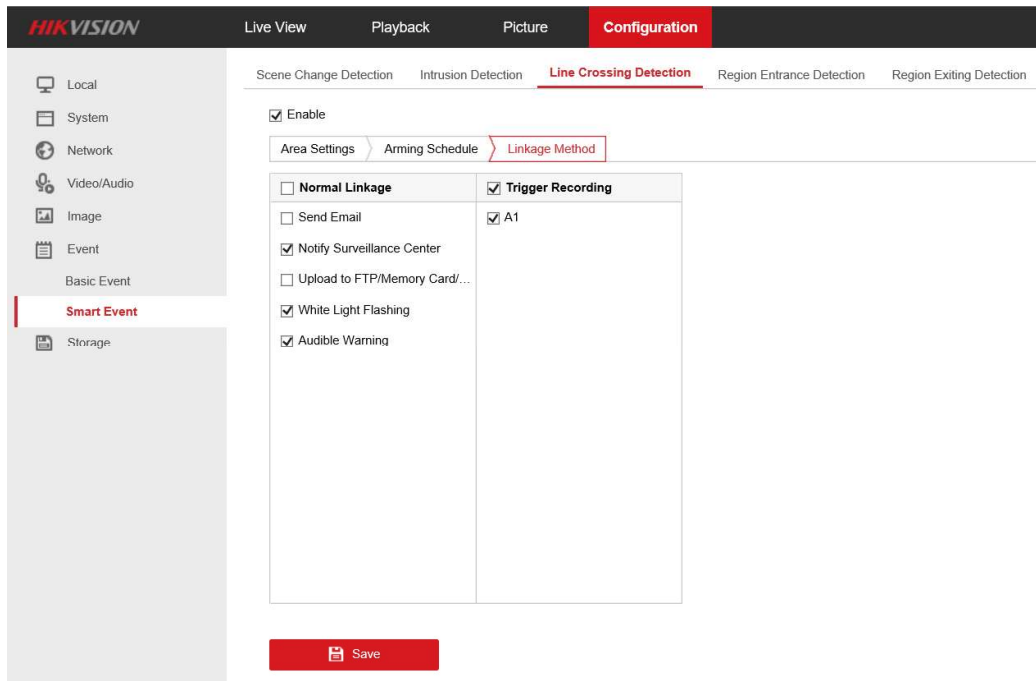 HIKVISION Live View Playback Picture Configuration
Local
System
Network
Video/Audio
Image
Event
Basic Event
Smart Event
Storage
Scene Change Detection Intrusion Detection Line Crossing Detection Region Entrance Detection Region Exiting Detection
Enable
Area Settings Arming Schedule Linkage Method
Normal Linkage Trigger Recording
Send Email A1
Notify Surveillance Center
Upload to FTP/Memory Card/...
White Light Flashing
Audible Warning
Save